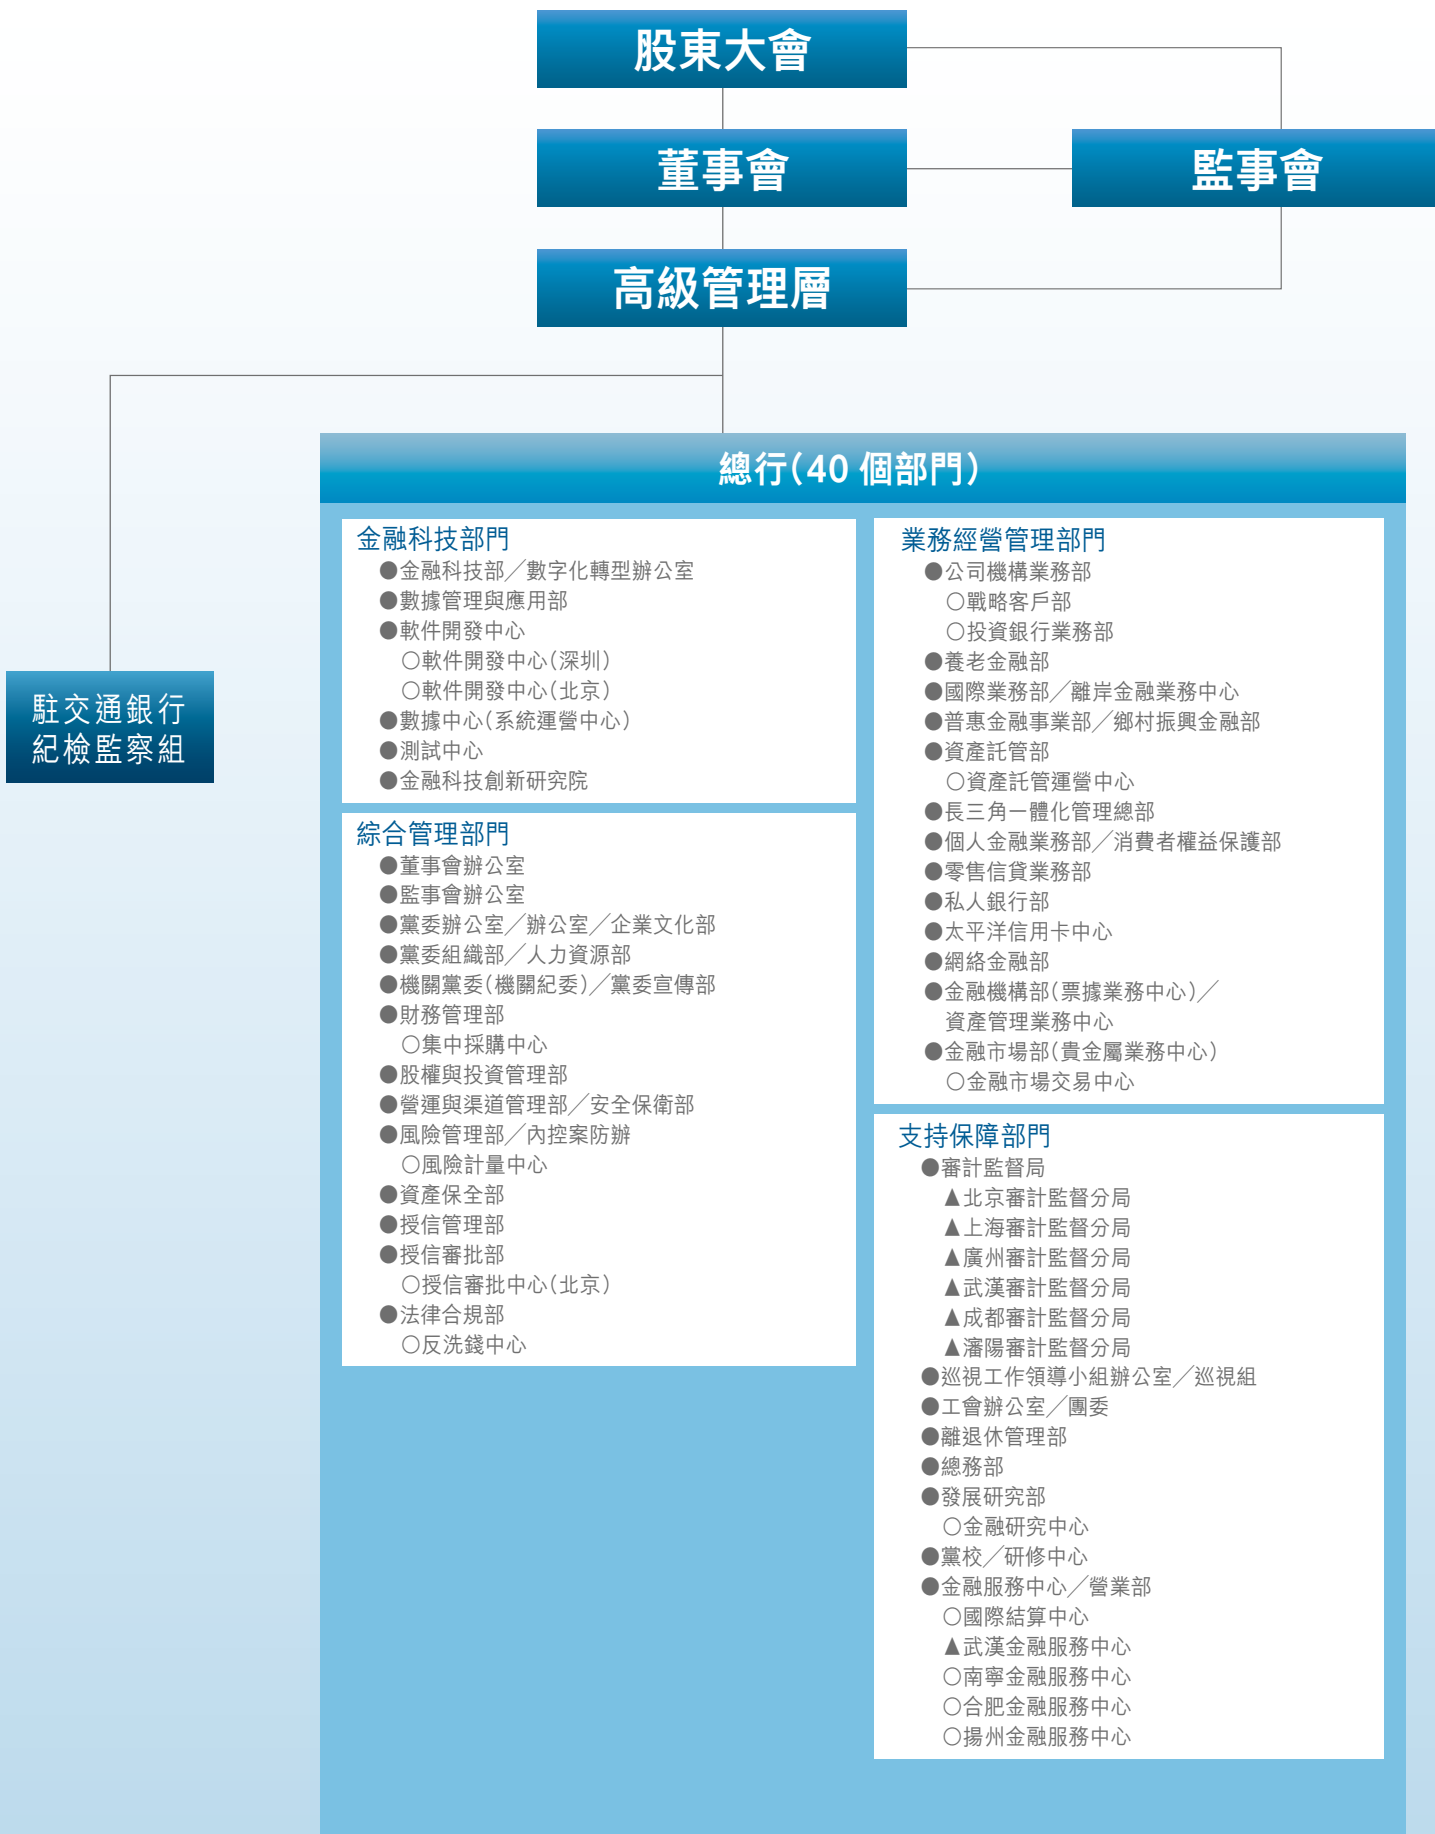 股東大會
董事會
監事會
高級管理層
駐交通銀行
紀檢監察組
總行(40 個部門)
金融科技部門
●金融科技部╱數字化轉型辦公室
●數據管理與應用部
●軟件開發中心
○軟件開發中心(深圳)
○軟件開發中心(北京)
●數據中心(系統運營中心)
●測試中心
●金融科技創新研究院
綜合管理部門
●董事會辦公室
●監事會辦公室
●黨委辦公室╱辦公室╱企業文化部
●黨委組織部╱人力資源部
●機關黨委(機關紀委)╱黨委宣傳部
●財務管理部
○集中採購中心
●股權與投資管理部
●營運與渠道管理部╱安全保衛部
●風險管理部╱內控案防辦
○風險計量中心
●資產保全部
●授信管理部
●授信審批部
○授信審批中心(北京)
●法律合規部
○反洗錢中心
業務經營管理部門
●公司機構業務部
○戰略客戶部
○投資銀行業務部
●養老金融部
●國際業務部╱離岸金融業務中心
●普惠金融事業部╱鄉村振興金融部
●資產託管部
○資產託管運營中心
●長三角一體化管理總部
●個人金融業務部╱消費者權益保護部
●零售信貸業務部
●私人銀行部
●太平洋信用卡中心
●網絡金融部
●金融機構部(票據業務中心)╱
資產管理業務中心
●金融市場部(貴金屬業務中心)
○金融市場交易中心
支持保障部門
●審計監督局
▲北京審計監督分局
▲上海審計監督分局
▲廣州審計監督分局
▲武漢審計監督分局
▲成都審計監督分局
▲瀋陽審計監督分局
●巡視工作領導小組辦公室╱巡視組
●工會辦公室╱團委
●離退休管理部
●總務部
●發展研究部
○金融研究中心
●黨校╱研修中心
●金融服務中心╱營業部
○國際結算中心
▲武漢金融服務中心
○南寧金融服務中心
○合肥金融服務中心
○揚州金融服務中心